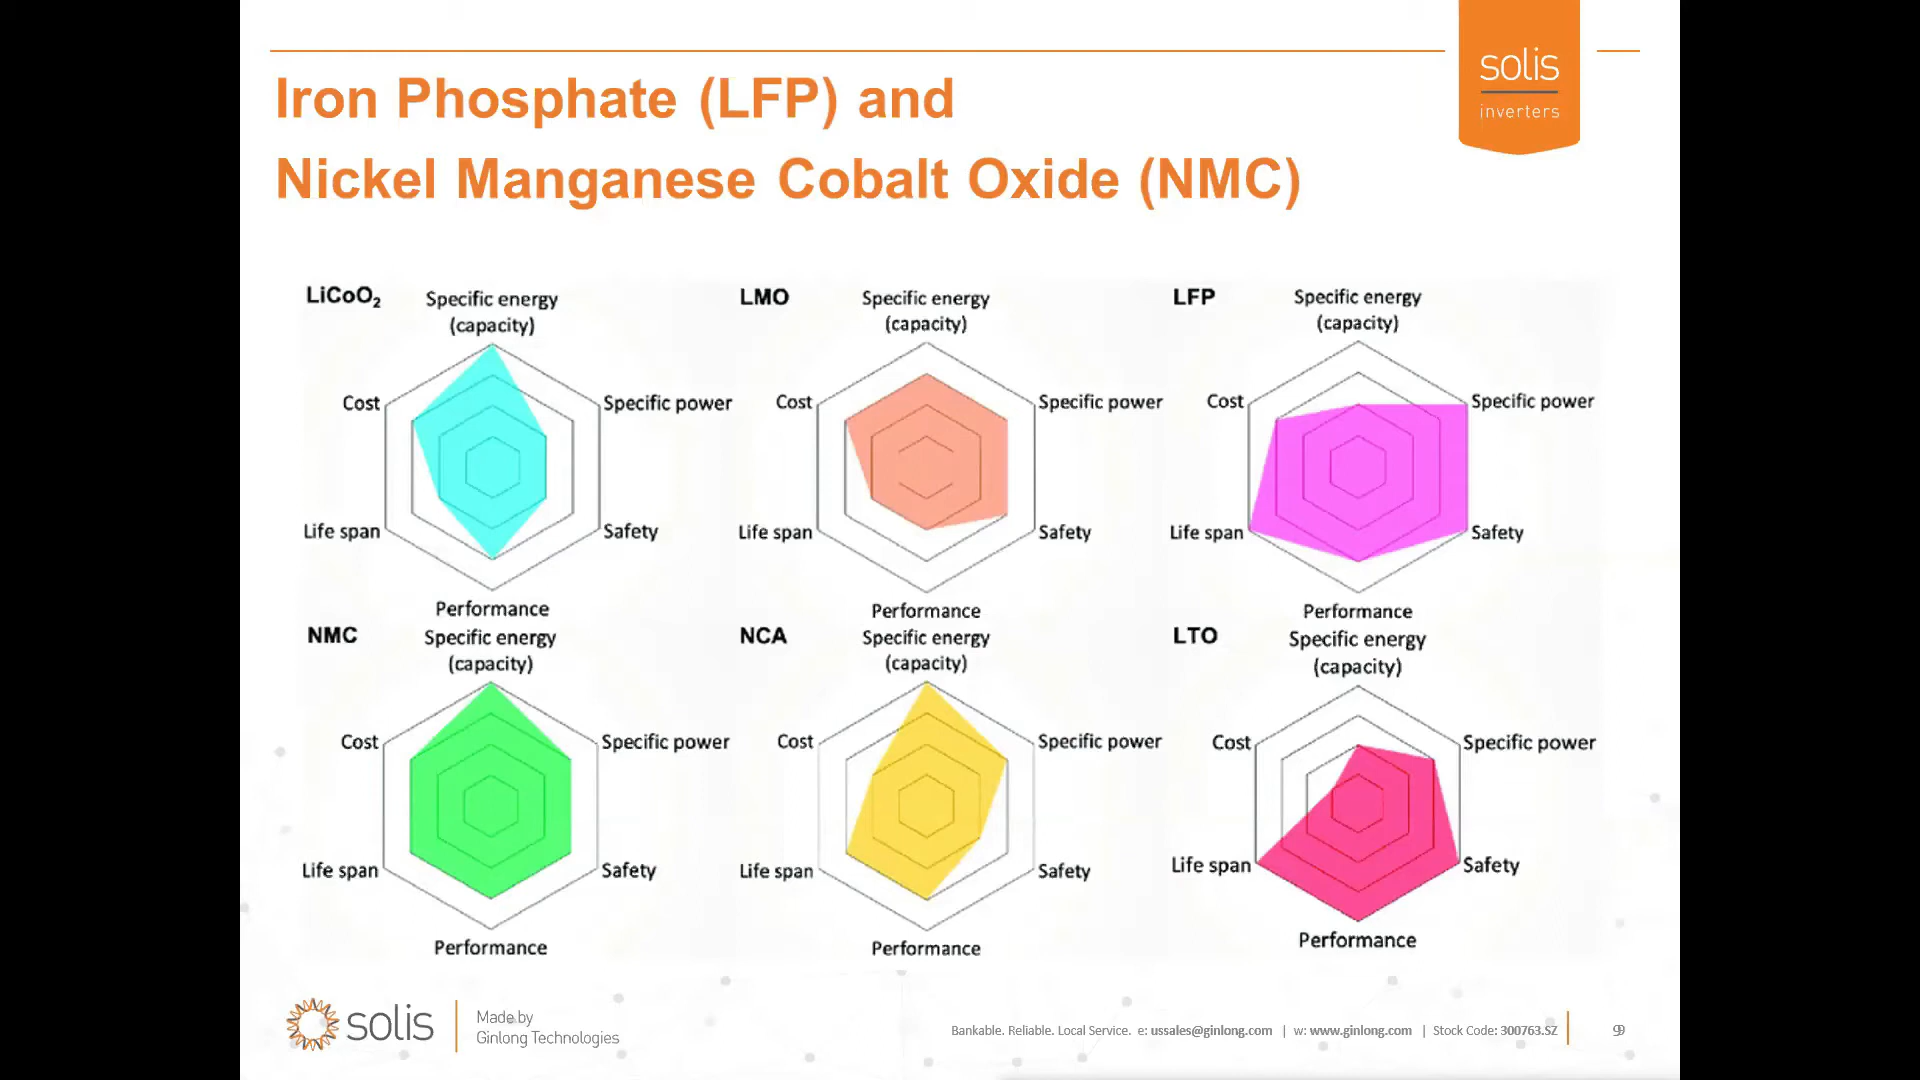 solis
inverters
Iron Phosphate (LFP) and
Nickel Manganese Cobalt Oxide (NMC)
LiCoO₂
Specific energy
(capacity)
Cost
Specific power
Life span
Safety
Performance
LMO
Specific energy
(capacity)
Cost
Specific power
Life span
Safety
Performance
LFP
Specific energy
(capacity)
Cost
Specific power
Life span
Safety
Performance
NMC
Specific energy
(capacity)
Cost
Specific power
Life span
Safety
Performance
NCA
Specific energy
(capacity)
Cost
Specific power
Life span
Safety
Performance
LTO
Specific energy
(capacity)
Cost
Specific power
Life span
Safety
Performance
solis
Made by
Ginlong Technologies
Bankable. Reliable. Local Service. e: ussales@ginlong.com | w: www.ginlong.com | Stock Code: 300763.SZ